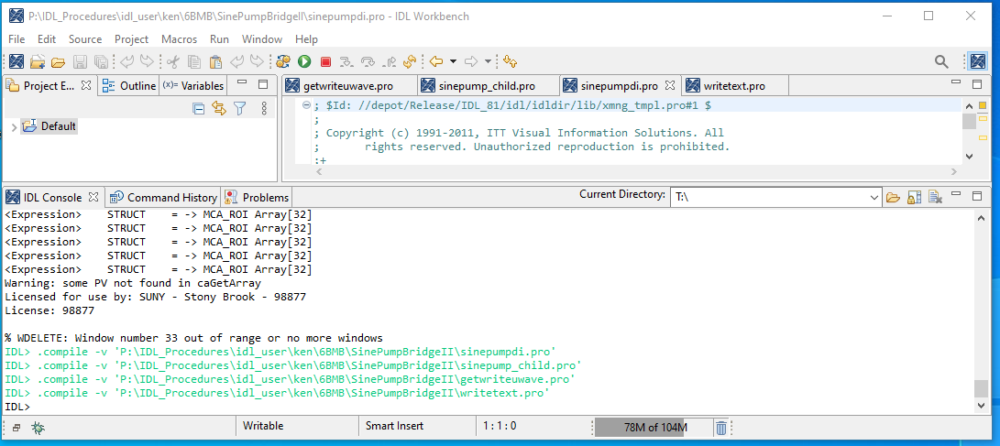 P:\IDL_Procedures\idl_user\ken\6BMB\SinePumpBridgeII\sinepumpdi.pro - IDL Workbench
File Edit Source Project Macros Run Window Help
Project E... Outline (x)= Variables
getwriteuwave.pro sinepump_child.pro sinepumpdi.pro writetext.pro
Default
; $Id: //depot/Release/IDL_81/idl/idldir/lib/xmng_tmpl.pro#1 $
;
; Copyright (c) 1991-2011, ITT Visual Information Solutions. All
;       rights reserved. Unauthorized reproduction is prohibited.
;+
IDL Console Command History Problems
Current Directory: T:\
<Expression>    STRUCT    = -> MCA_ROI Array[32]
<Expression>    STRUCT    = -> MCA_ROI Array[32]
<Expression>    STRUCT    = -> MCA_ROI Array[32]
<Expression>    STRUCT    = -> MCA_ROI Array[32]
<Expression>    STRUCT    = -> MCA_ROI Array[32]
Warning: some PV not found in caGetArray
Licensed for use by: SUNY - Stony Brook - 98877
License: 98877
% WDELETE: Window number 33 out of range or no more windows
IDL> .compile -v 'P:\IDL_Procedures\idl_user\ken\6BMB\SinePumpBridgeII\sinepumpdi.pro'
IDL> .compile -v 'P:\IDL_Procedures\idl_user\ken\6BMB\SinePumpBridgeII\sinepump_child.pro'
IDL> .compile -v 'P:\IDL_Procedures\idl_user\ken\6BMB\SinePumpBridgeII\getwriteuwave.pro'
IDL> .compile -v 'P:\IDL_Procedures\idl_user\ken\6BMB\SinePumpBridgeII\writetext.pro'
IDL>
Writable Smart Insert 1 : 1 : 0 78M of 104M